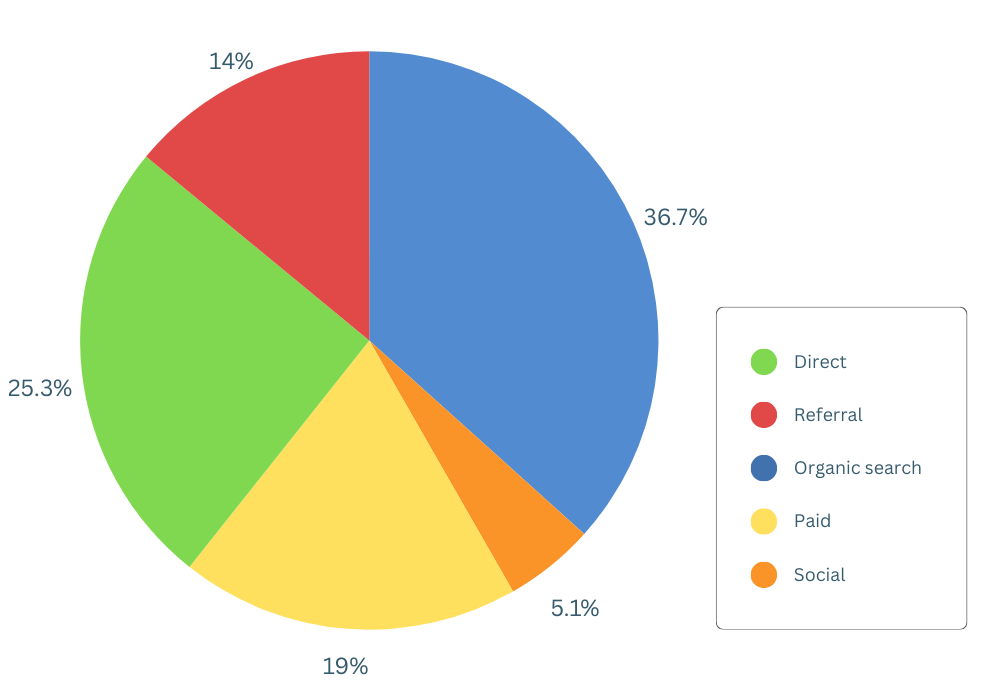 14%
36.7%
25.3%
5.1%
19%
Direct
Referral
Organic search
Paid
Social